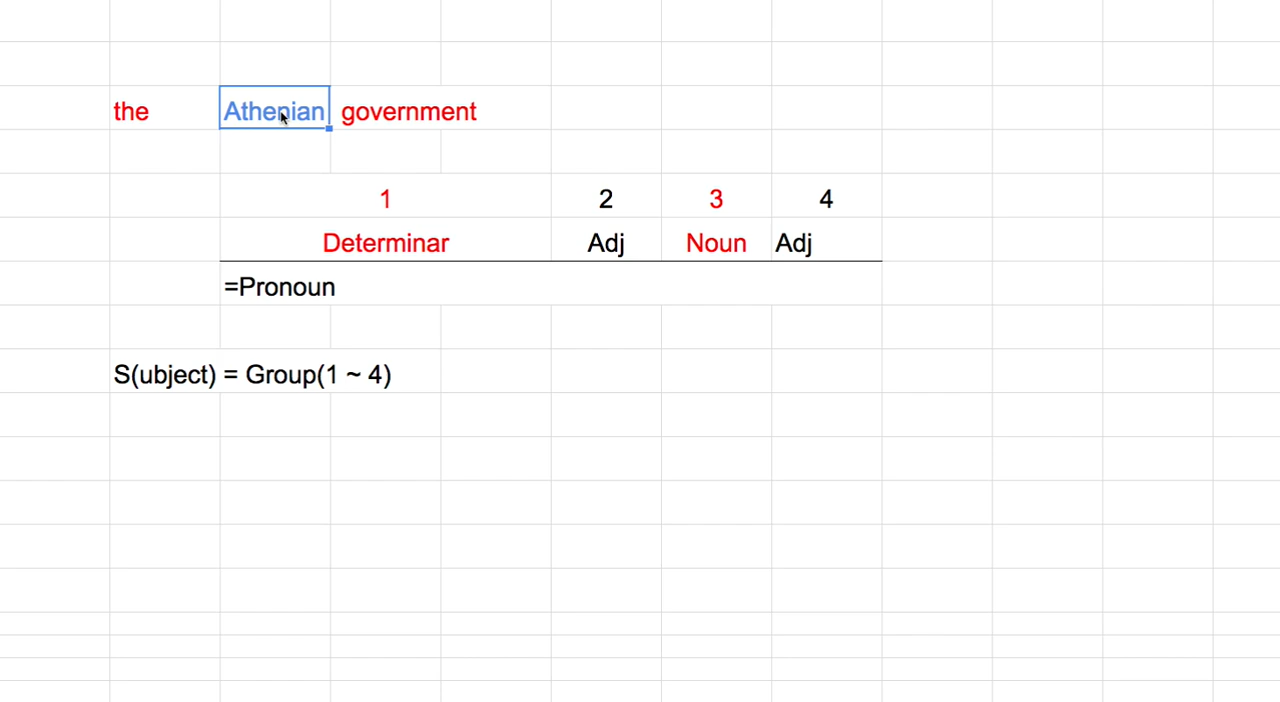 the Athenian government
1 2 3 4
Determinar Adj Noun Adj
=Pronoun
S(ubject) = Group(1 ~ 4)